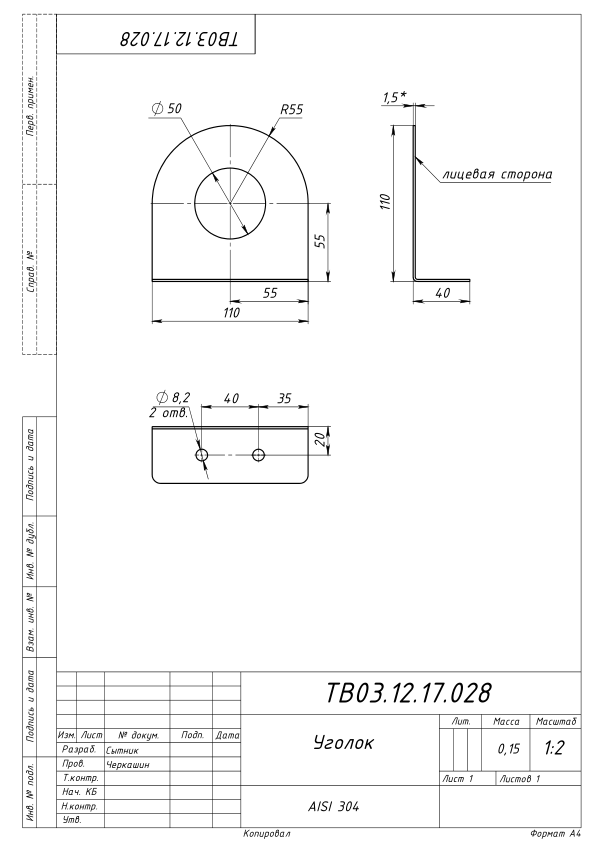 ТВ03.12.17.028
Перв. примен.
Справ. №
Подпись и дата
Инв. № дубл.
Взам. инв. №
Подпись и дата
Инв. № подл.
∅ 50
R55
55
55
110
1,5*
лицевая сторона
110
40
∅ 8,2
2 отв.
40
35
20
ТВ03.12.17.028
Изм. Лист № докум. Подп. Дата
Разраб. Сытник
Пров. Черкашин
Т.контр.
Нач. КБ
Н.контр.
Утв.
Уголок
Лит. Масса Масштаб
0,15 1:2
Лист 1 Листов 1
AISI 304
Копировал Формат А4